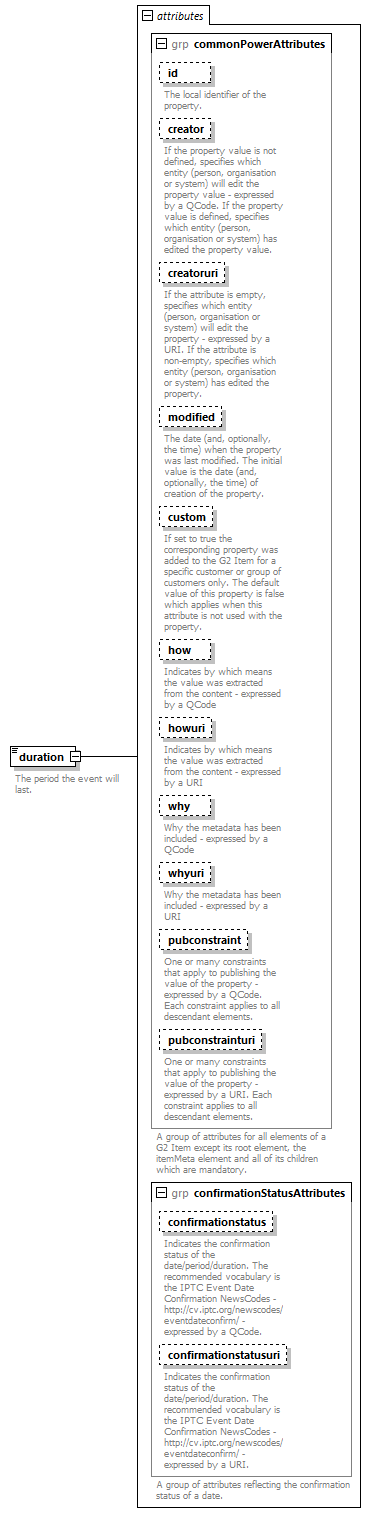 attributes
grp commonPowerAttributes
id
The local identifier of the
property.
creator
If the property value is not
defined, specifies which
entity (person, organisation
or system) will edit the
property value - expressed
by a QCode. If the property
value is defined, specifies
which entity (person,
organisation or system) has
edited the property value.
creatoruri
If the attribute is empty,
specifies which entity
(person, organisation or
system) will edit the
property - expressed by a
URI. If the attribute is
non-empty, specifies which
entity (person, organisation
or system) has edited the
property.
modified
The date (and, optionally,
the time) when the property
was last modified. The initial
value is the date (and,
optionally, the time) of
creation of the property.
custom
If set to true the
corresponding property was
added to the G2 Item for a
specific customer or group of
customers only. The default
value of this property is false
which applies when this
attribute is not used with the
property.
how
Indicates by which means
the value was extracted
from the content - expressed
by a QCode
howuri
Indicates by which means
the value was extracted
from the content - expressed
by a URI
why
Why the metadata has been
included - expressed by a
QCode
whyuri
Why the metadata has been
included - expressed by a
URI
pubconstraint
One or many constraints
that apply to publishing the
value of the property -
expressed by a QCode.
Each constraint applies to all
descendant elements.
pubconstrainturi
One or many constraints
that apply to publishing the
value of the property -
expressed by a URI. Each
constraint applies to all
descendant elements.
A group of attributes for all elements of a
G2 Item except its root element, the
itemMeta element and all of its children
which are mandatory.
duration
The period the event will
last.
grp confirmationStatusAttributes
confirmationstatus
Indicates the confirmation
status of the
date/period/duration. The
recommended vocabulary is
the IPTC Event Date
Confirmation NewsCodes -
http://cv.iptc.org/newscodes/
eventdateconfirm/ -
expressed by a QCode.
confirmationstatusuri
Indicates the confirmation
status of the
date/period/duration. The
recommended vocabulary is
the IPTC Event Date
Confirmation NewsCodes -
http://cv.iptc.org/newscodes/
eventdateconfirm/ -
expressed by a URI.
A group of attributes reflecting the confirmation
status of a date.